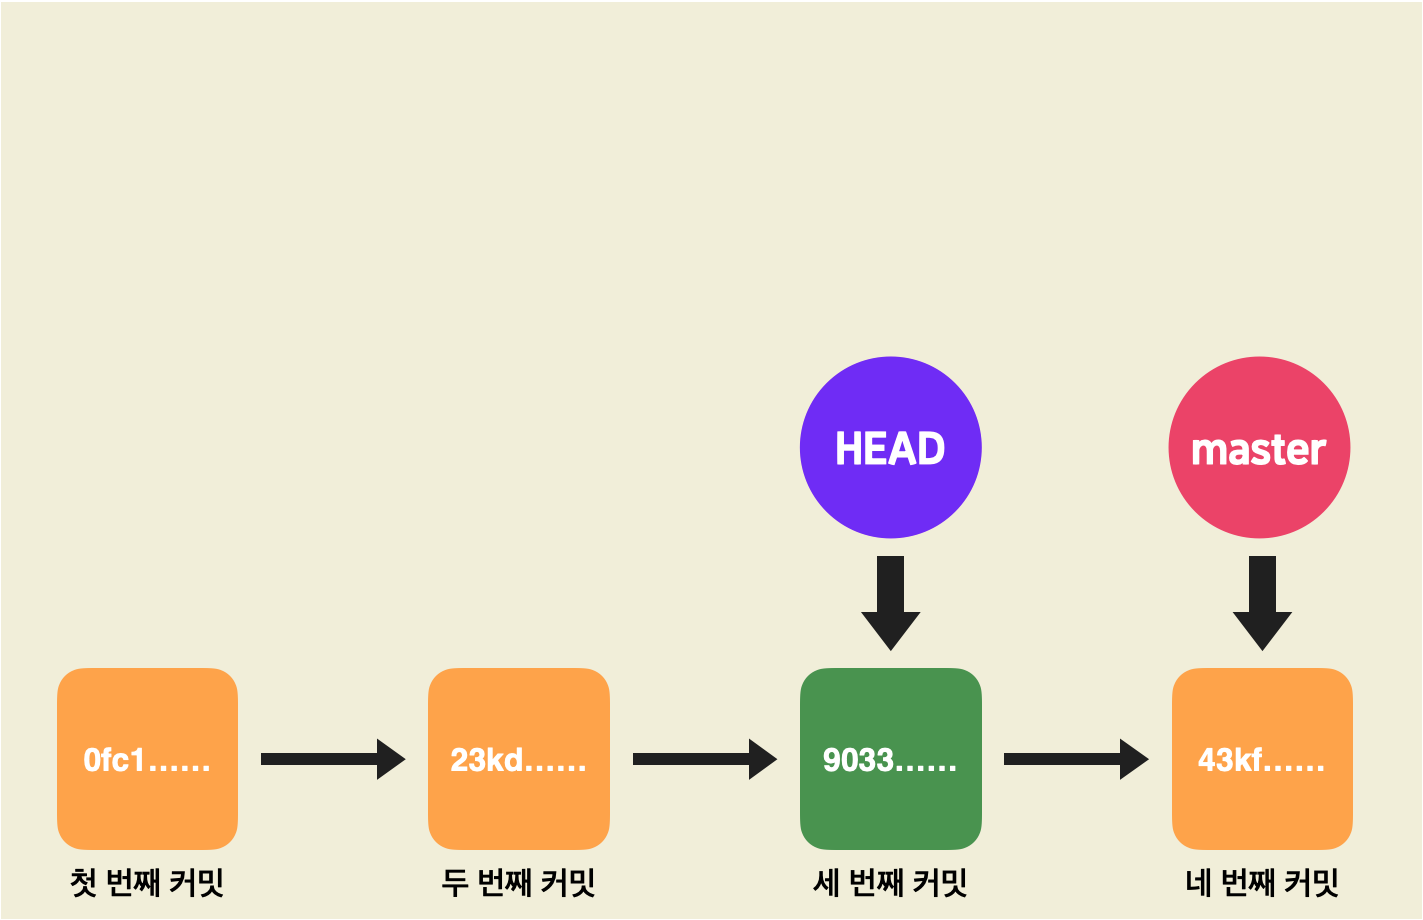 HEAD
master
0fc1......
23kd......
9033......
43kf......
첫 번째 커밋
두 번째 커밋
세 번째 커밋
네 번째 커밋